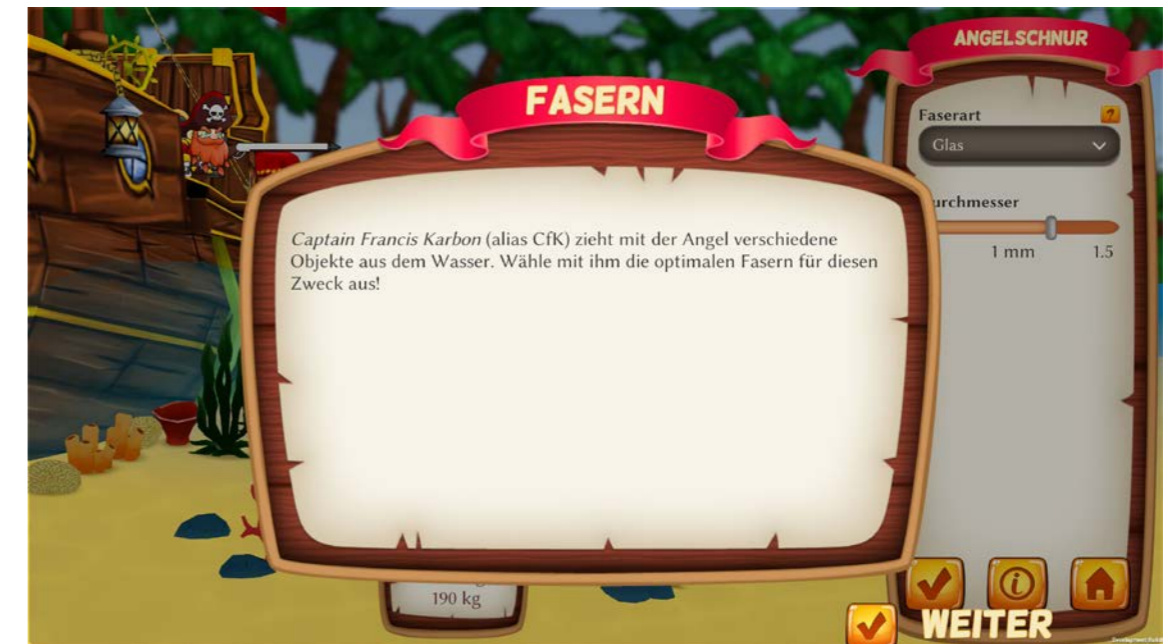 ANGELSCHNUR
FASERN
Faserart
?
Glas
urchmesser
1 mm 1.5
Captain Francis Karbon (alias CfK) zieht mit der Angel verschiedene
Objekte aus dem Wasser. Wähle mit ihm die optimalen Fasern für diesen
Zweck aus!
190 kg
WEITER